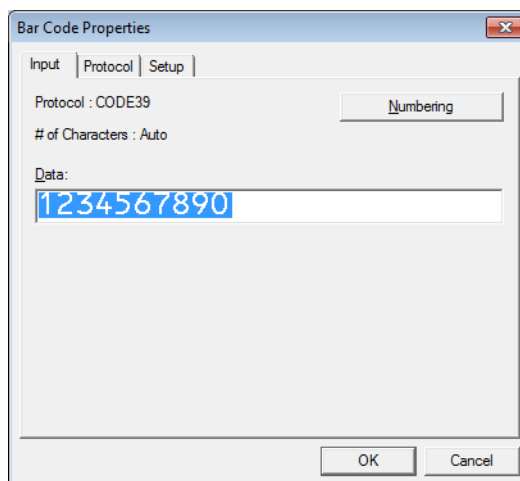 Bar Code Properties
Input Protocol Setup
Protocol : CODE39 Numbering
# of Characters : Auto
Data:
1234567890
OK Cancel